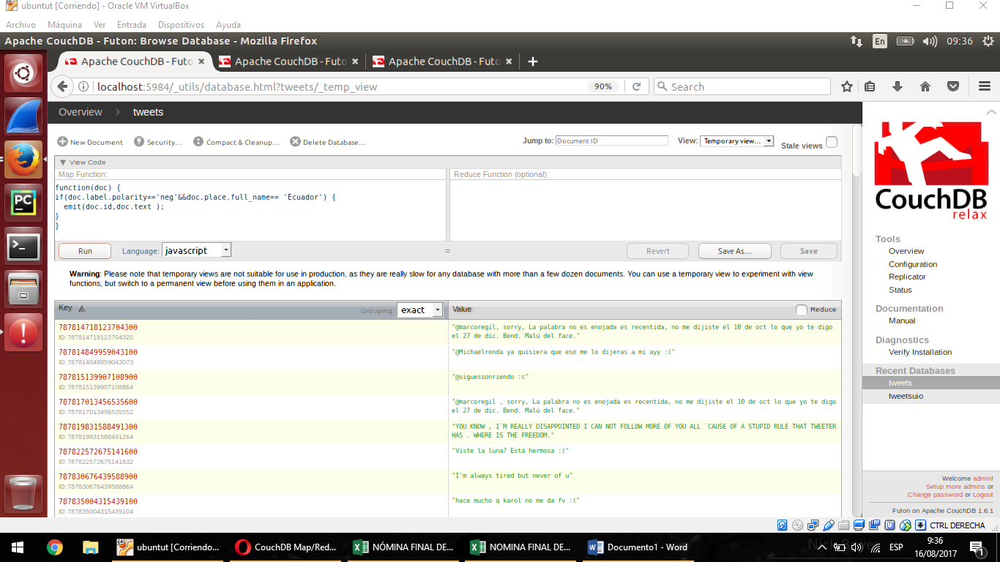 ubuntut [Corriendo] - Oracle VM VirtualBox
Archivo Máquina Ver Entrada Dispositivos Ayuda
Apache CouchDB - Futon: Browse Database - Mozilla Firefox
En 09:36
Apache CouchDB - Futo Apache CouchDB - Futo Apache CouchDB - Futo
localhost:5984/_utils/database.html?tweets/_temp_view 90% Search
Overview tweets
New Document Security... Compact & Cleanup... Delete Database...
Jump to: Document ID View: Temporary view... Stale views
View Code
Map Function: Reduce Function (optional):
function(doc) {
if(doc.label.polarity=='neg'&&doc.place.full_name== 'Ecuador') {
emit(doc.id,doc.text );
}
}
Run Language: javascript = Revert Save As... Save
Warning: Please note that temporary views are not suitable for use in production, as they are really slow for any database with more than a few dozen documents. You can use a temporary view to experiment with view
functions, but switch to a permanent view before using them in an application.
Key Grouping: exact Value Reduce
787814718123704300
ID: 787814718123704320
"@marcoregil, sorry, La palabra no es enojada es recentida, no me dijiste el 10 de oct lo que yo te digo
el 27 de dic. Bend. Malú del face."
787814849959043100
ID: 787814849959043073
"@Michaelronda ya quisiera que eso me lo dijeras a mi ayy :("
787815139907108900
ID: 787815139907108864
"@siguessonriendo :c"
787817013456535600
ID: 787817013456535552
"@marcoregil , sorry, La palabra no es enojada es recentida, no me dijiste el 10 de oct lo que yo te digo
el 27 de dic. Bend. Malú del face."
787819831588491300
ID: 787819831588491264
"YOU KNOW , I´M REALLY DISAPPOINTED I CAN NOT FOLLOW MORE OF YOU ALL ´CAUSE OF A STUPID RULE THAT TWEETER
HAS . WHERE IS THE FREEDOM."
787822572675141600
ID: 787822572675141632
"Viste la luna? Está hermosa :("
787830676439588900
ID: 787830676439588864
"I'm always tired but never of u"
787835004315439100
ID: 787835004315439104
"hace mucho q karol no me da fv :("
CouchDB
relax
Tools
Overview
Configuration
Replicator
Status
Documentation
Manual
Diagnostics
Verify Installation
Recent Databases
tweets
tweetsuio
Welcome admin!
Setup more admins or
Change password or Logout
Futon on Apache CouchDB 1.6.1
PC
CTRL DERECHA
ubuntut [Corriendo... CouchDB Map/Red... NÓMINA FINAL DE... NOMINA FINAL DE... Documento1 - Word
ESP
9:36
16/08/2017
1